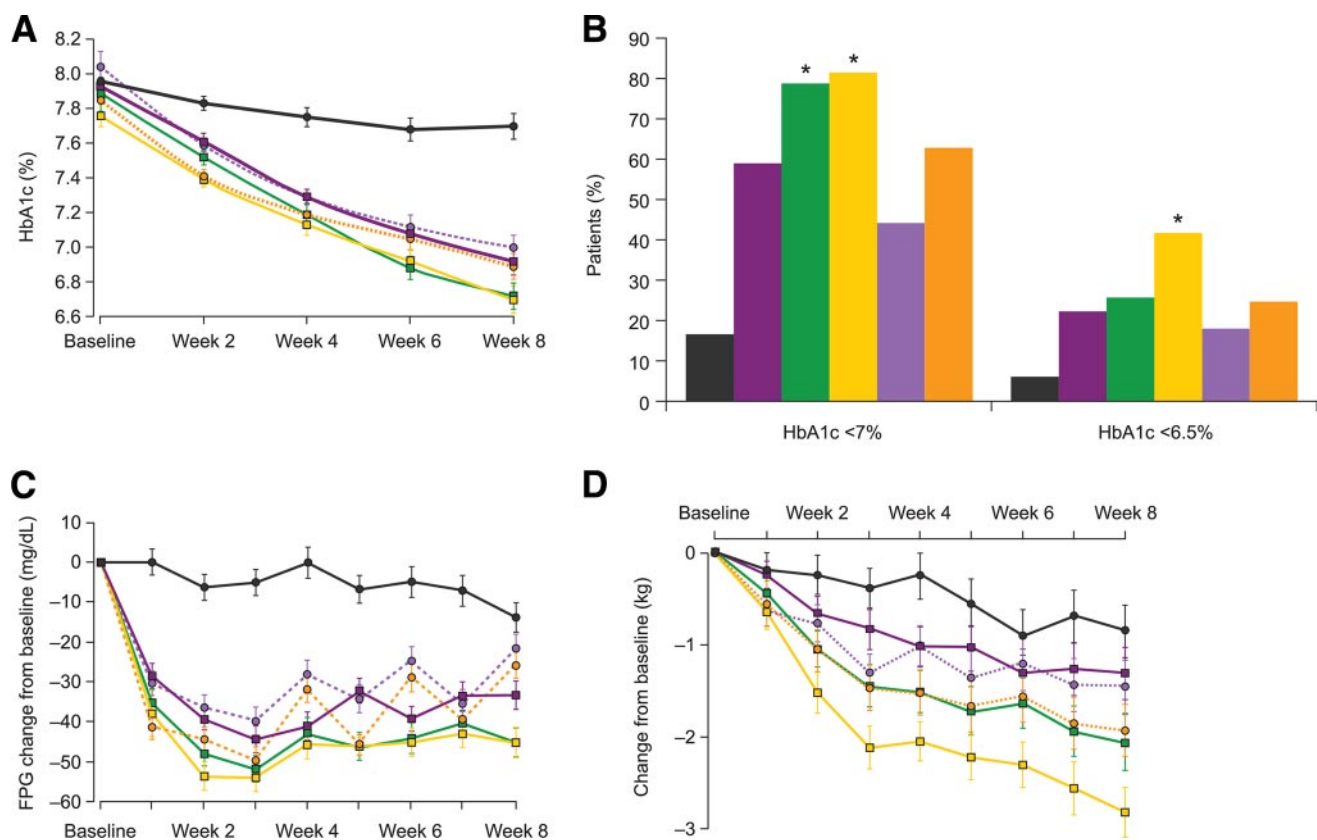 A
HbA1c (%)
8.2
8.0
7.8
7.6
7.4
7.2
7.0
6.8
6.6
Baseline Week 2 Week 4 Week 6 Week 8
B
Patients (%)
90
80
70
60
50
40
30
20
10
0
* *
*
HbA1c <7% HbA1c <6.5%
C
FPG change from baseline (mg/dL)
10
0
–10
–20
–30
–40
–50
–60
Baseline Week 2 Week 4 Week 6 Week 8
D
Baseline Week 2 Week 4 Week 6 Week 8
Change from baseline (kg)
0
–1
–2
–3